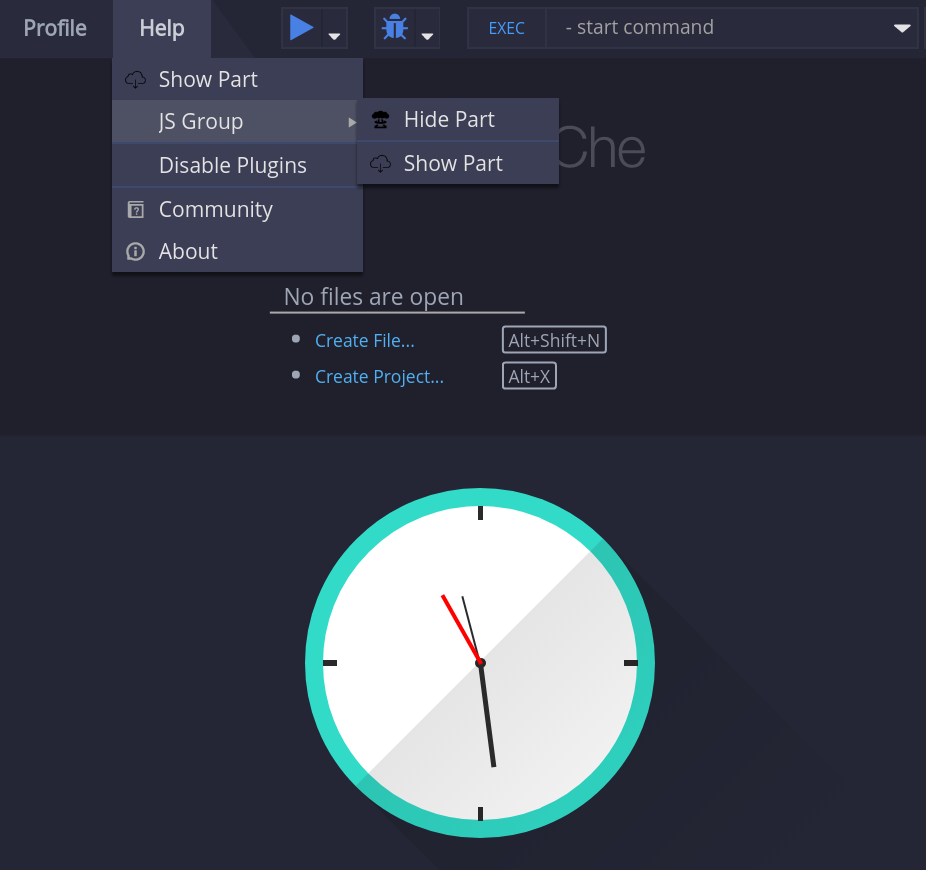 Profile
Help
EXEC
- start command
Show Part
JS Group
Disable Plugins
Community
About
Hide Part
Show Part
Che
No files are open
Create File...
Alt+Shift+N
Create Project...
Alt+X